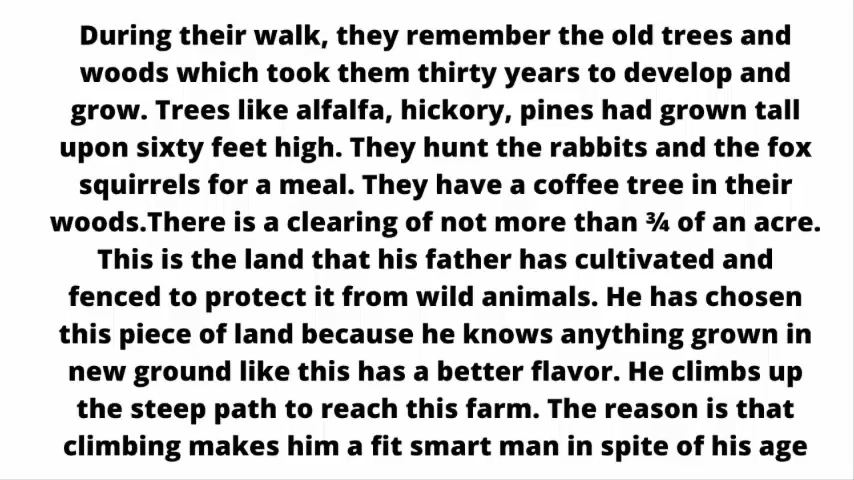 During their walk, they remember the old trees and
woods which took them thirty years to develop and
grow. Trees like alfalfa, hickory, pines had grown tall
upon sixty feet high. They hunt the rabbits and the fox
squirrels for a meal. They have a coffee tree in their
woods.There is a clearing of not more than ¾ of an acre.
This is the land that his father has cultivated and
fenced to protect it from wild animals. He has chosen
this piece of land because he knows anything grown in
new ground like this has a better flavor. He climbs up
the steep path to reach this farm. The reason is that
climbing makes him a fit smart man in spite of his age